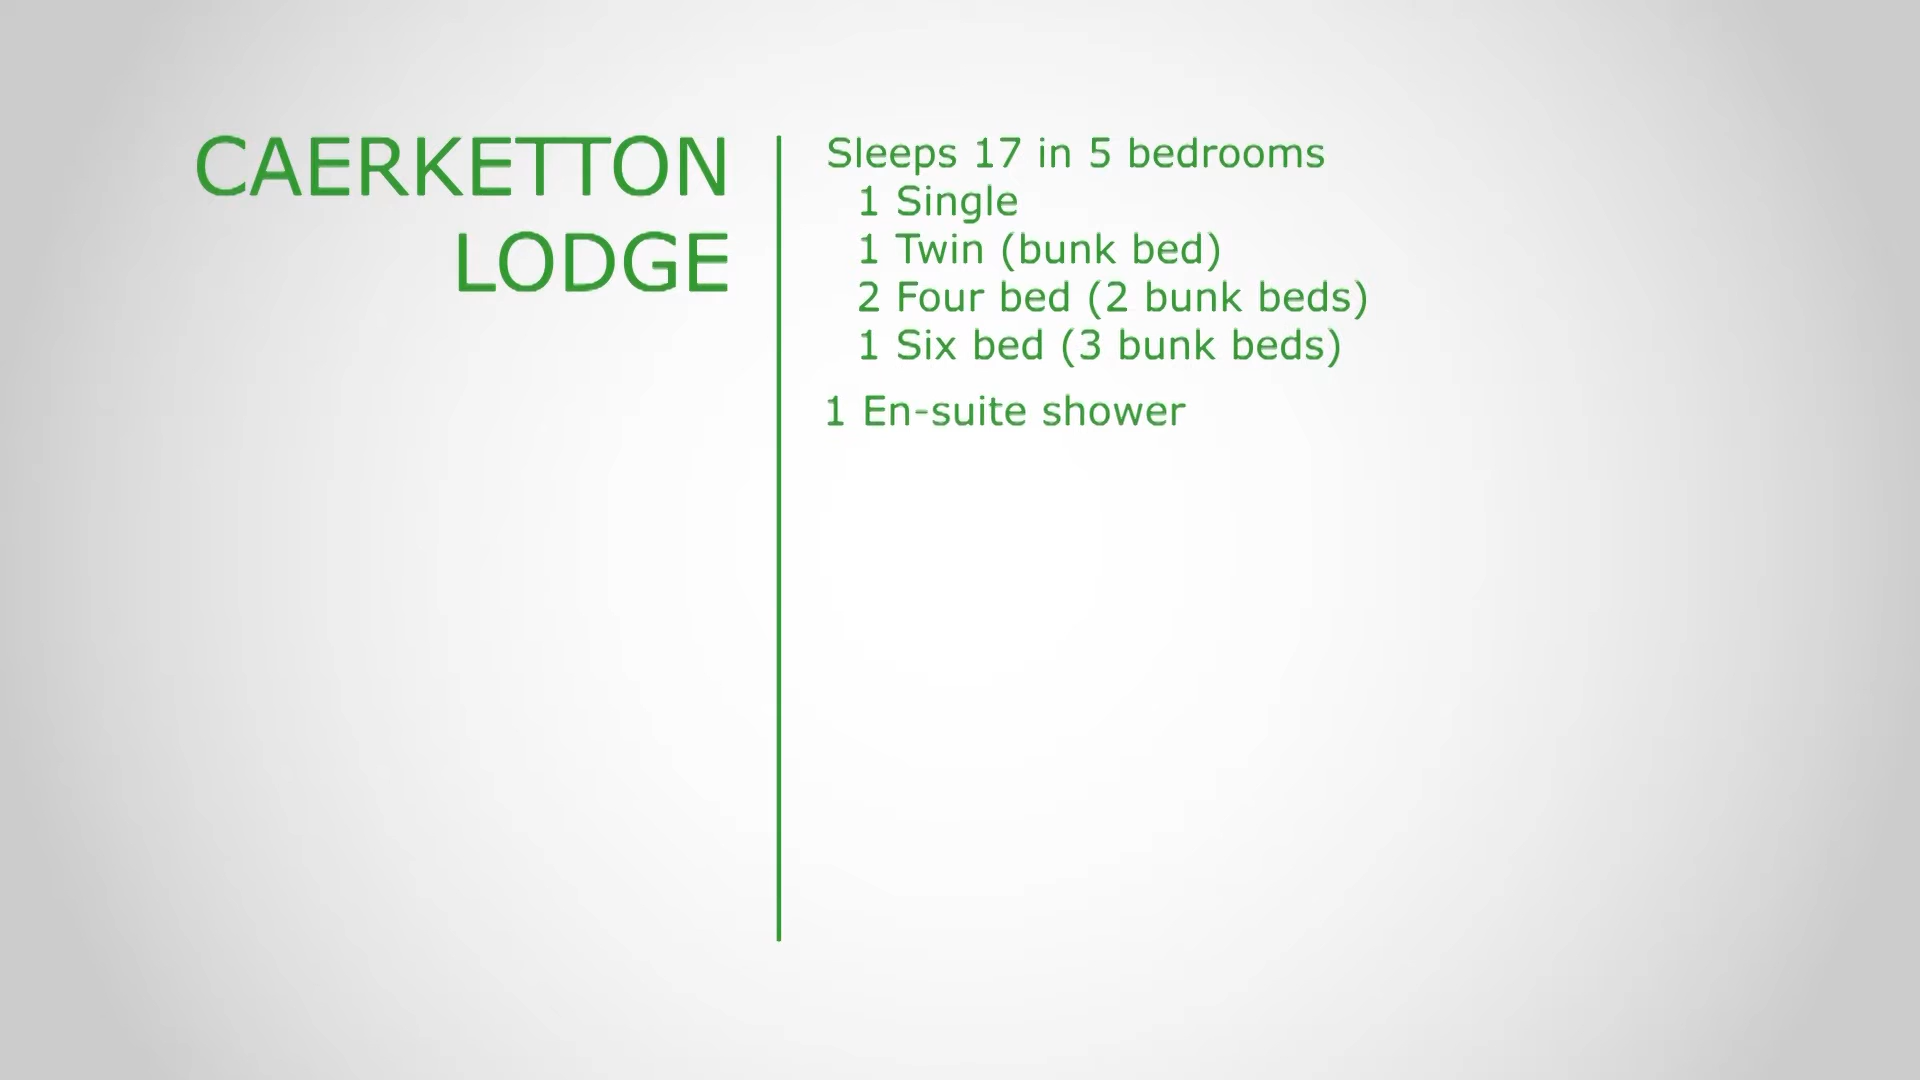 CAERKETTON
LODGE
Sleeps 17 in 5 bedrooms
1 Single
1 Twin (bunk bed)
2 Four bed (2 bunk beds)
1 Six bed (3 bunk beds)
1 En-suite shower